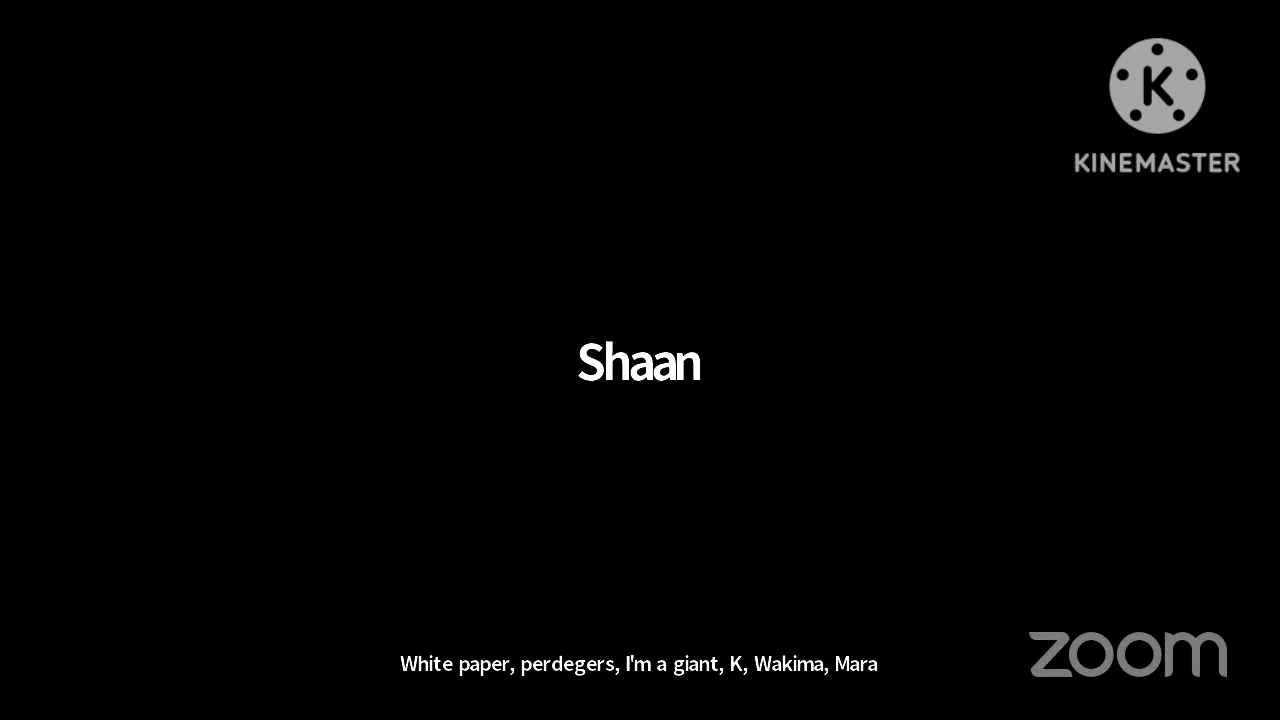 K
KINEMASTER
Shaan
White paper, perdegers, I'm a giant, K, Wakima, Mara
zoom